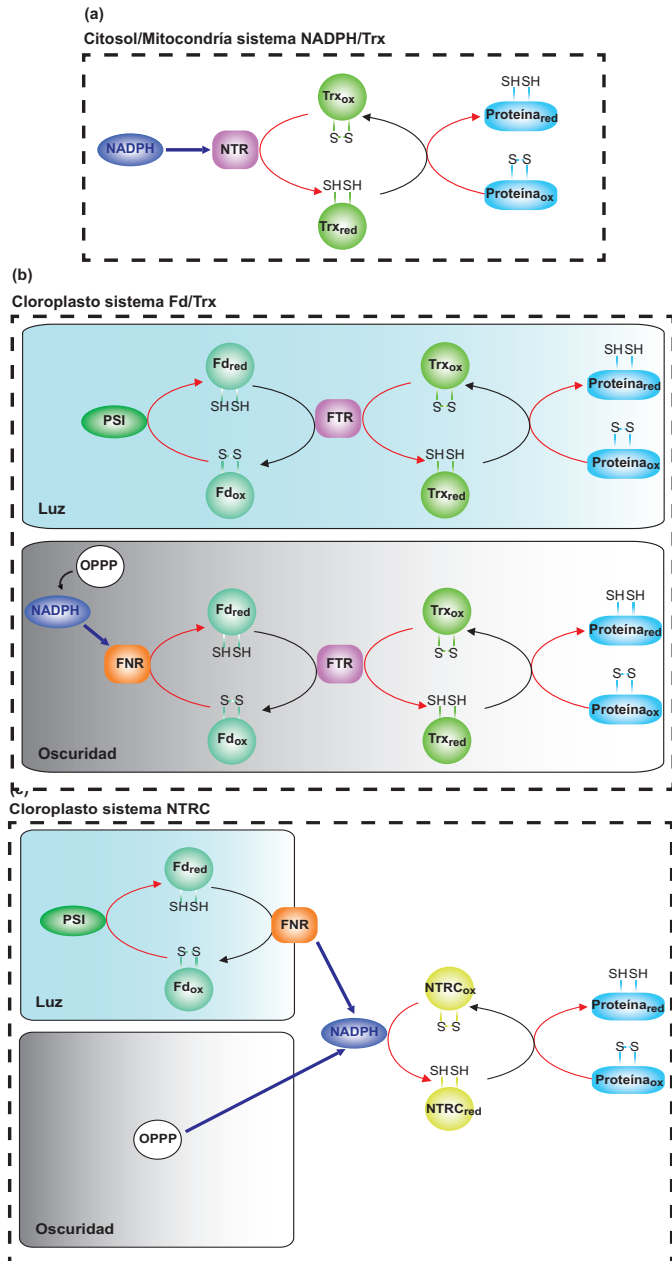 (a)
Citosol/Mitocondría sistema NADPH/Trx
NADPH
NTR
Trxox
S-S
SHSH
Trxred
SHSH
Proteínared
S-S
Proteínaox
(b)
Cloroplasto sistema Fd/Trx
PSI
Fdred
SHSH
S S
Fdox
FTR
Trxox
S-S
SHSH
Trxred
SHSH
Proteínared
S-S
Proteínaox
Luz
OPPP
NADPH
FNR
Fdred
SHSH
S-S
Fdox
FTR
Trxox
S-S
SHSH
Trxred
SHSH
Proteínared
S-S
Proteínaox
Oscuridad
(c)
Cloroplasto sistema NTRC
PSI
Fdred
SHSH
S-S
Fdox
FNR
Luz
NADPH
NTRCox
S-S
SHSH
NTRCred
SHSH
Proteínared
S-S
Proteínaox
OPPP
Oscuridad